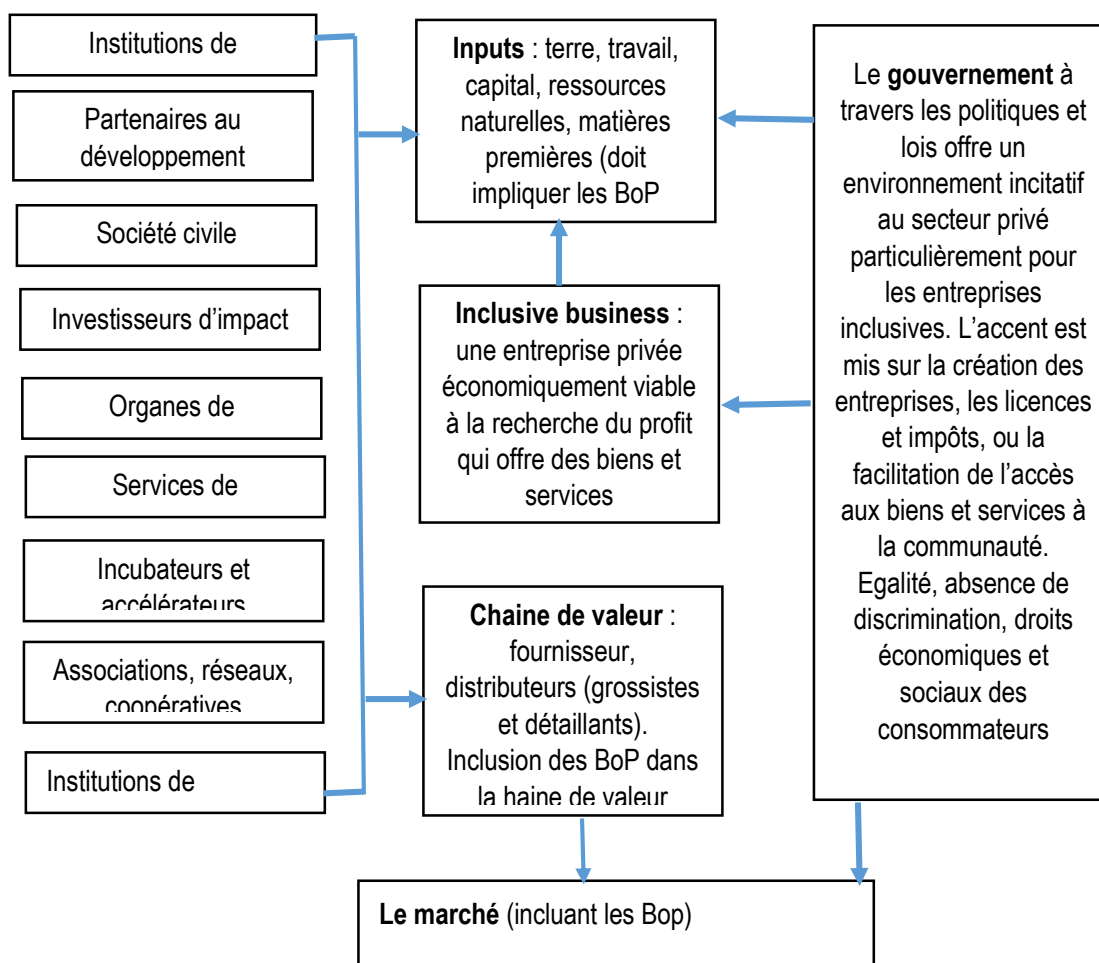 Institutions de
Partenaires au
développement
Société civile
Investisseurs d'impact
Organes de
Services de
Incubateurs et
accélérateurs
Associations, réseaux,
coopératives
Institutions de
Inputs : terre, travail,
capital, ressources
naturelles, matières
premières (doit
impliquer les BoP
Inclusive business :
une entreprise privée
économiquement viable
à la recherche du profit
qui offre des biens et
services
Chaine de valeur :
fournisseur,
distributeurs (grossistes
et détaillants).
Inclusion des BoP dans
la haine de valeur
Le gouvernement à
travers les politiques et
lois offre un
environnement incitatif
au secteur privé
particulièrement pour
les entreprises
inclusives. L'accent est
mis sur la création des
entreprises, les licences
et impôts, ou la
facilitation de l'accès
aux biens et services à
la communauté.
Egalité, absence de
discrimination, droits
économiques et
sociaux des
consommateurs
Le marché (incluant les Bop)